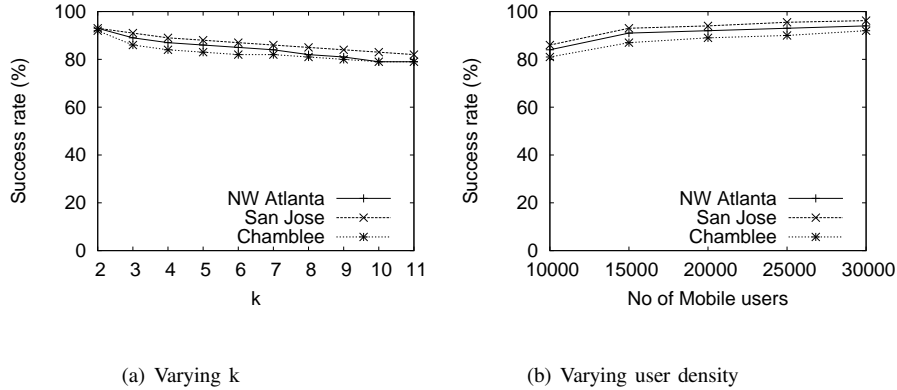 Success rate (%)
100
80
60
40
20
0
NW Atlanta
San Jose
Chamblee
2 3 4 5 6 7 8 9 10 11
k
(a) Varying k
Success rate (%)
100
80
60
40
20
0
NW Atlanta
San Jose
Chamblee
10000 15000 20000 25000 30000
No of Mobile users
(b) Varying user density